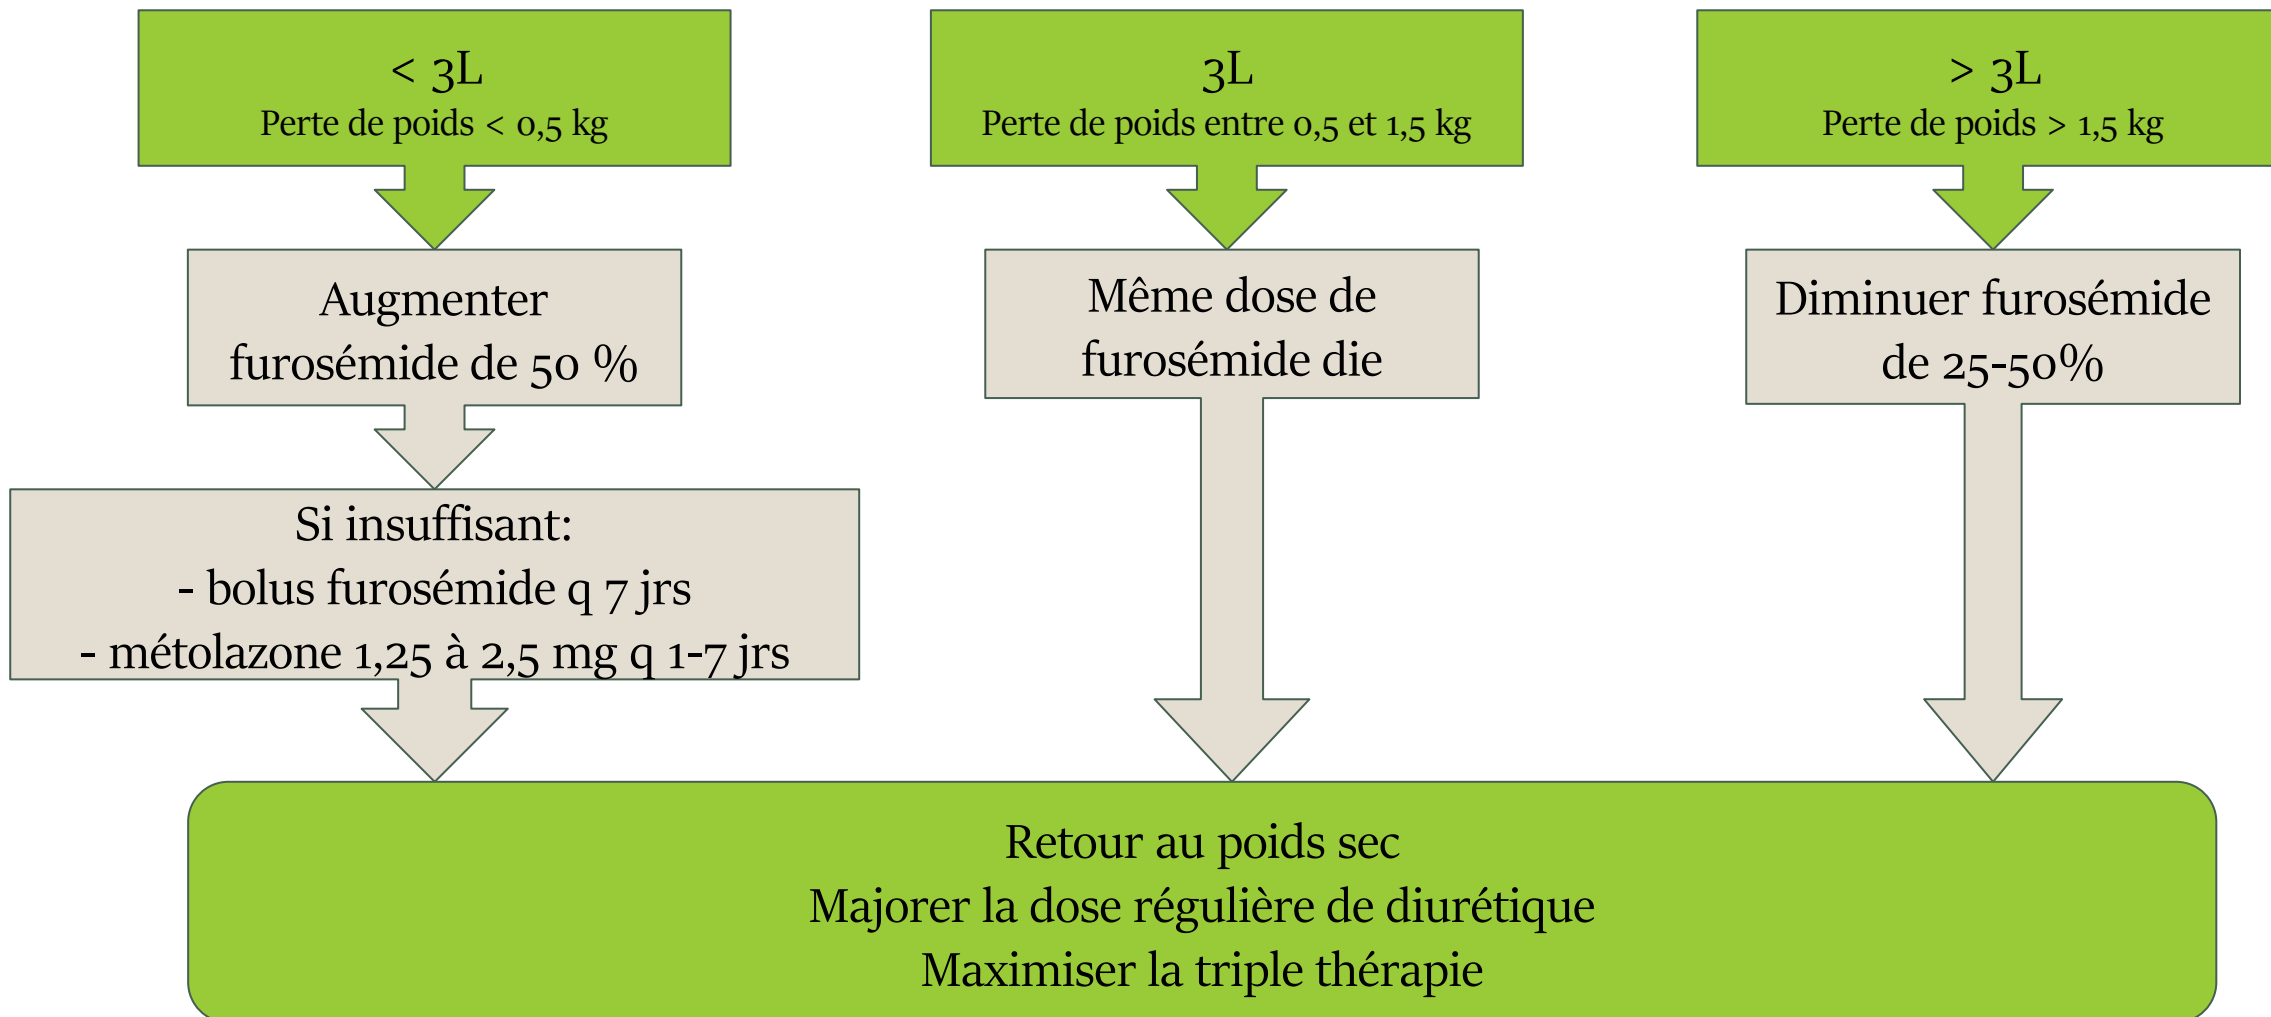 < 3L
Perte de poids < 0,5 kg
3L
Perte de poids entre 0,5 et 1,5 kg
> 3L
Perte de poids > 1,5 kg
Augmenter
furosémide de 50 %
Même dose de
furosémide die
Diminuer furosémide
de 25-50%
Si insuffisant:
- bolus furosémide q 7 jrs
- métolazone 1,25 à 2,5 mg q 1-7 jrs
Retour au poids sec
Majorer la dose régulière de diurétique
Maximiser la triple thérapie